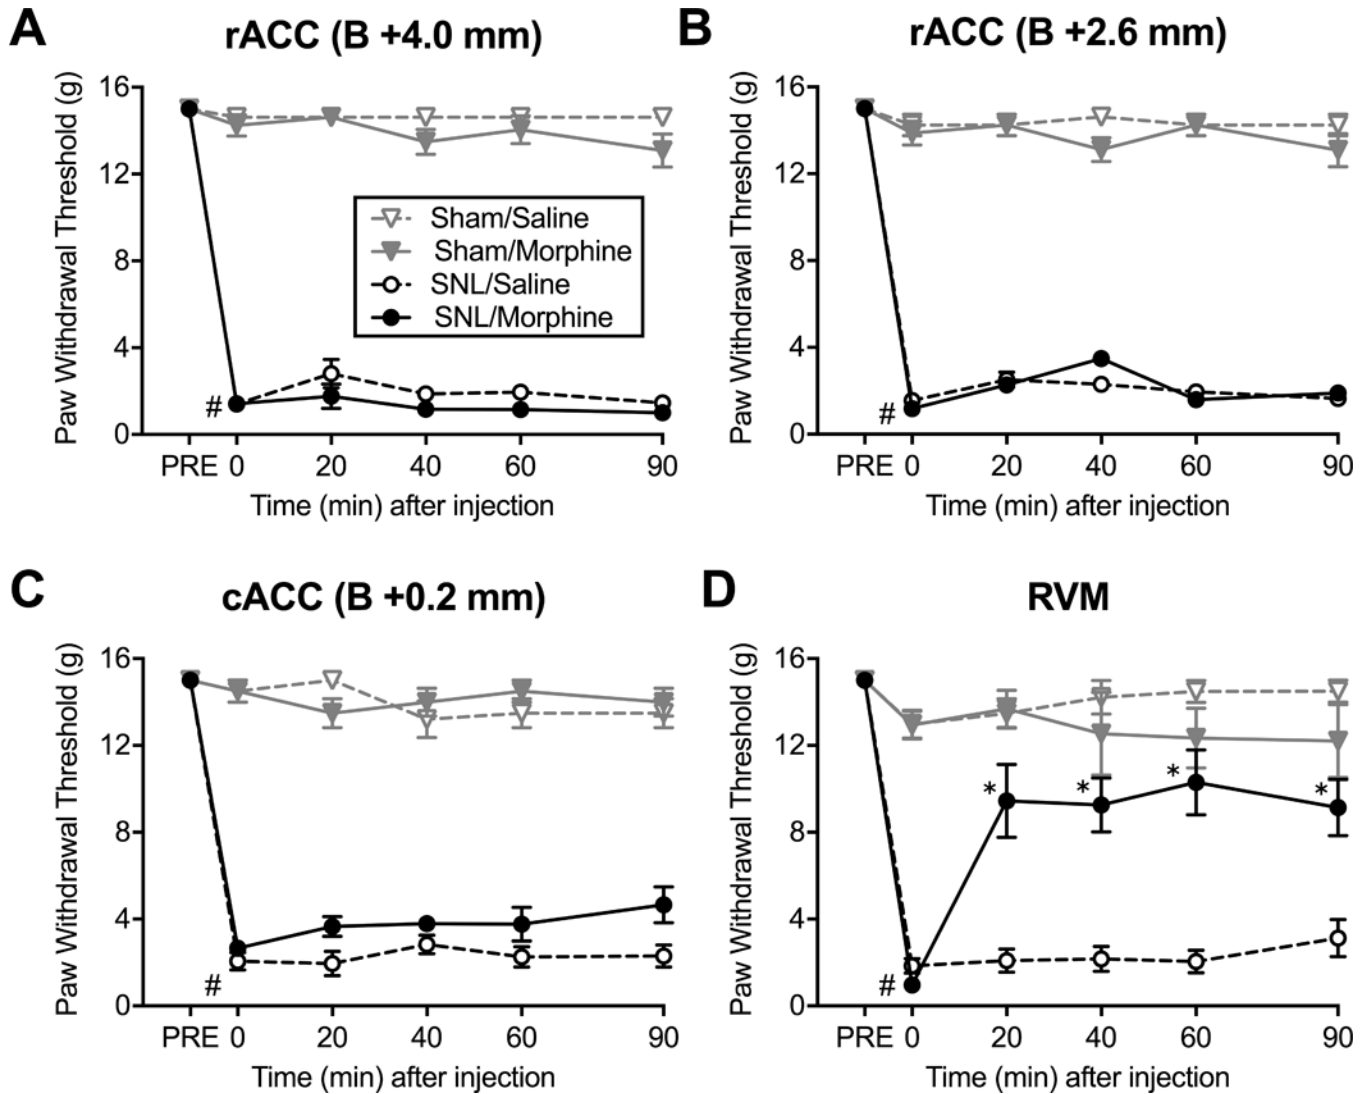 A
rACC (B +4.0 mm)
Paw Withdrawal Threshold (g)
16
12
8
4
0
Sham/Saline
Sham/Morphine
SNL/Saline
SNL/Morphine
#
PRE 0 20 40 60 90
Time (min) after injection
B
rACC (B +2.6 mm)
Paw Withdrawal Threshold (g)
16
12
8
4
0
#
PRE 0 20 40 60 90
Time (min) after injection
C
cACC (B +0.2 mm)
Paw Withdrawal Threshold (g)
16
12
8
4
0
#
PRE 0 20 40 60 90
Time (min) after injection
D
RVM
Paw Withdrawal Threshold (g)
16
12
8
4
0
* * * *
#
PRE 0 20 40 60 90
Time (min) after injection